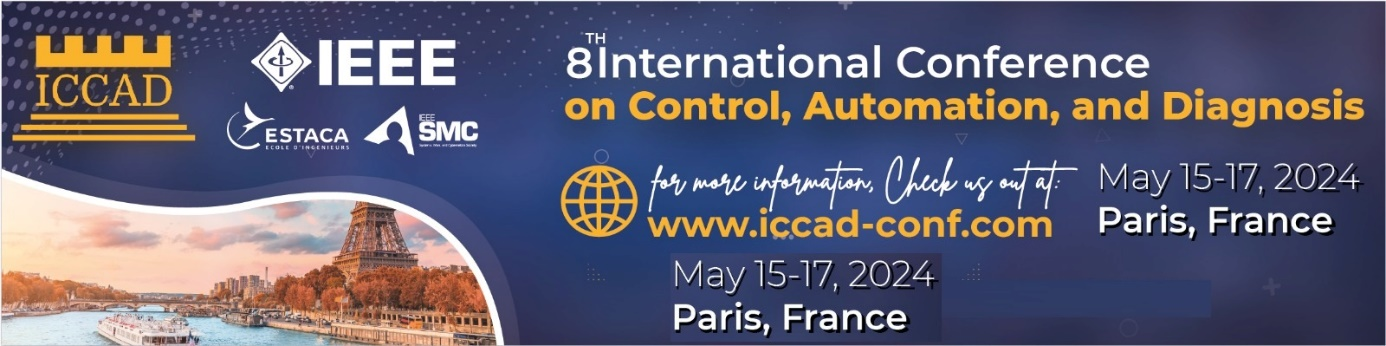 ICCAD
IEEE
ESTACA
ECOLE D'INGENIEURS
IEEE
SMC
8TH International Conference
on Control, Automation, and Diagnosis
for more information, Check us out at:
www.iccad-conf.com
May 15-17, 2024
Paris, France
May 15-17, 2024
Paris, France